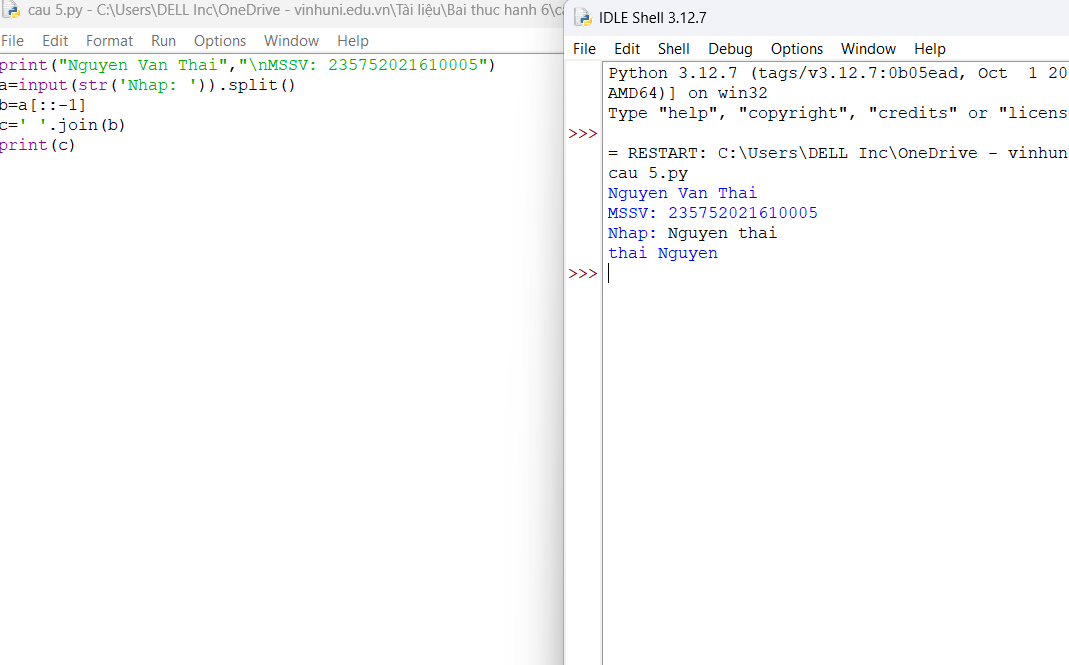 cau 5.py - C:\Users\DELL Inc\OneDrive - vinhuni.edu.vn\Tài liệu\Bai thuc hanh 6\ca
File Edit Format Run Options Window Help
print("Nguyen Van Thai","\nMSSV: 235752021610005")
a=input(str('Nhap: ')).split()
b=a[::-1]
c=' '.join(b)
print(c)
IDLE Shell 3.12.7
File Edit Shell Debug Options Window Help
Python 3.12.7 (tags/v3.12.7:0b05ead, Oct  1 20
AMD64)] on win32
Type "help", "copyright", "credits" or "licens
>>>
= RESTART: C:\Users\DELL Inc\OneDrive - vinhun
cau 5.py
Nguyen Van Thai
MSSV: 235752021610005
Nhap: Nguyen thai
thai Nguyen
>>>